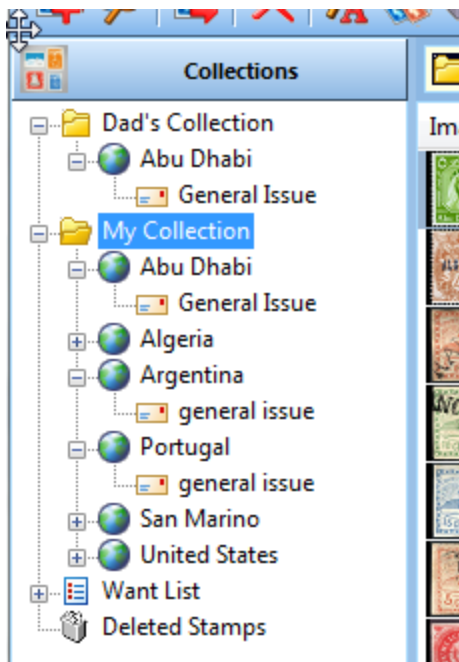 Collections
Dad's Collection
Ima
Abu Dhabi
General Issue
My Collection
Abu Dhabi
General Issue
Algeria
Argentina
general issue
Portugal
general issue
San Marino
United States
Want List
Deleted Stamps